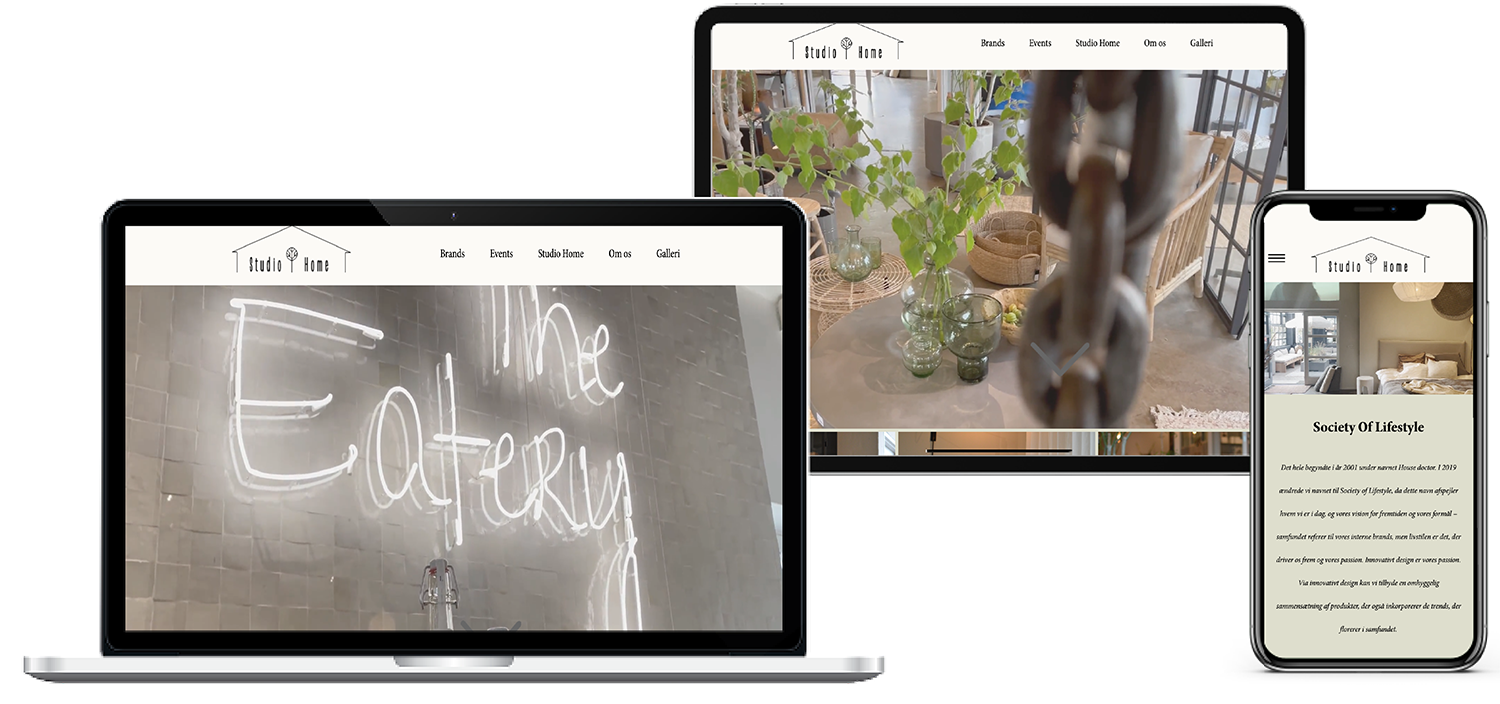 Studio Home
Brands Events Studio Home Om os Galleri
Studio Home
Brands Events Studio Home Om os Galleri
The
Eatery
Studio Home
Society Of Lifestyle
Det hele begyndte i år 2001 under navnet House doctor. I 2019
ændrede vi navnet til Society of Lifestyle, da dette navn afspejler
hvem vi er i dag, og vores vision for fremtiden og vores formål –
samfundet referer til vores interne brands, men livstilen er det, der
driver os frem og vores passion. Innovativt design er vores passion.
Via innovativt design kan vi tilbyde en omhyggelig
sammensætning af produkter, der også inkorporerer de trends, der
florerer i samfundet.